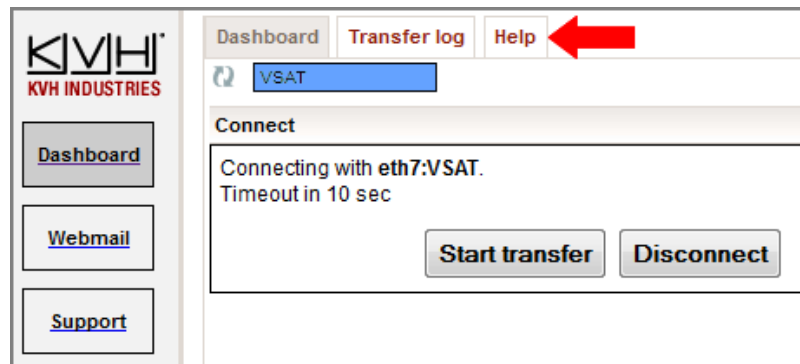 KVH
KVH INDUSTRIES
Dashboard
Webmail
Support
Dashboard Transfer log Help
VSAT
Connect
Connecting with eth7:VSAT.
Timeout in 10 sec
Start transfer Disconnect